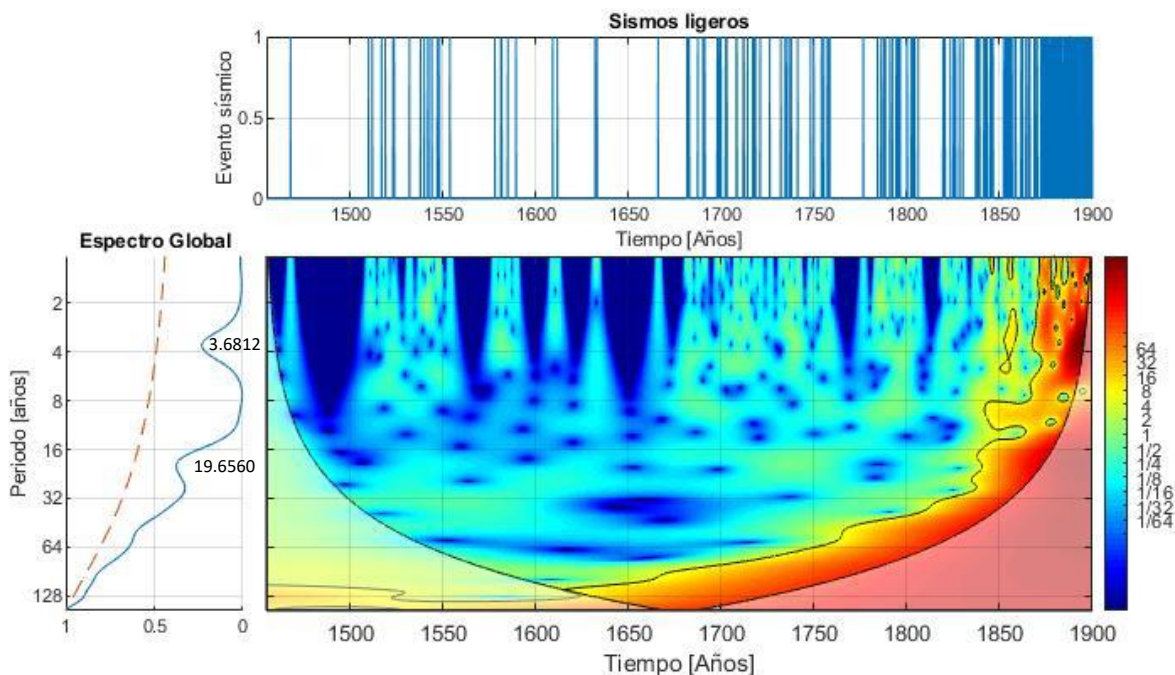 Sismos ligeros
Evento sísmico
1
0.5
0
1500 1550 1600 1650 1700 1750 1800 1850 1900
Tiempo [Años]
Espectro Global
Periodo [años]
2
4
8
16
32
64
128
3.6812
19.6560
1 0.5 0
64
32
16
8
4
2
1
1/2
1/4
1/8
1/16
1/32
1/64
1500 1550 1600 1650 1700 1750 1800 1850 1900
Tiempo [Años]